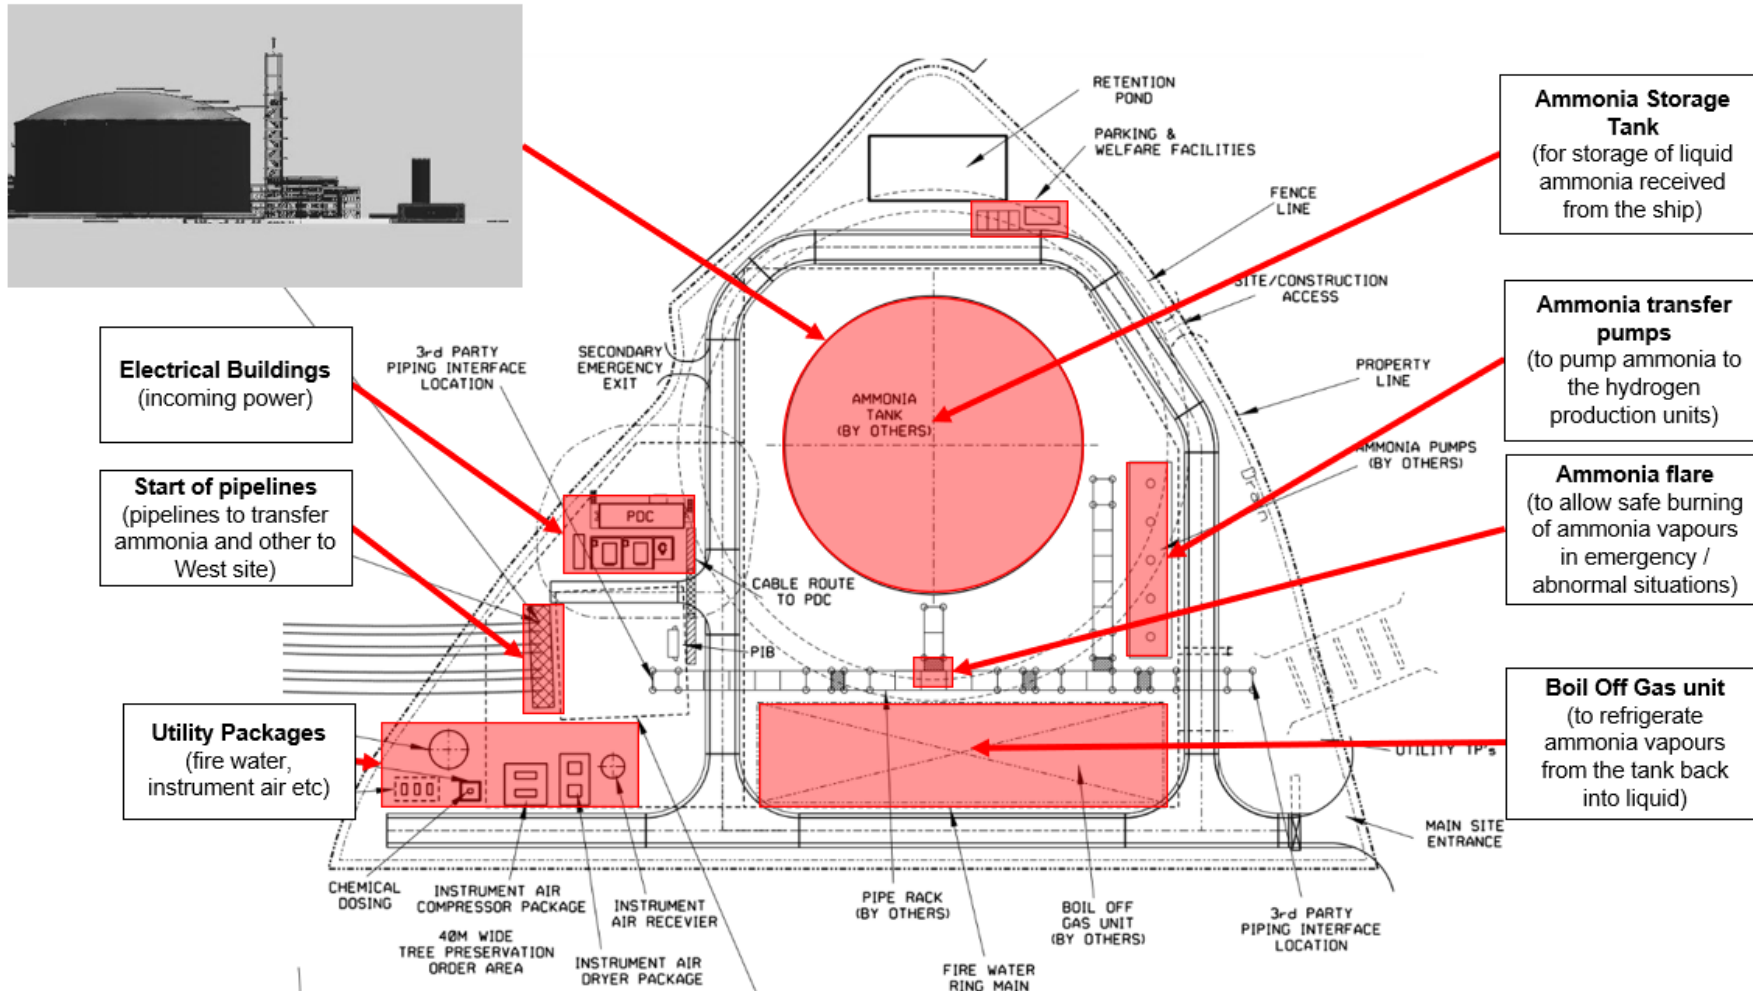 RETENTION
POND
PARKING &
WELFARE FACILITIES
FENCE
LINE
SITE/CONSTRUCTION
ACCESS
PROPERTY
LINE
Ammonia Storage
Tank
(for storage of liquid
ammonia received
from the ship)
Ammonia transfer
pumps
(to pump ammonia to
the hydrogen
production units)
Ammonia flare
(to allow safe burning
of ammonia vapours
in emergency /
abnormal situations)
Boil Off Gas unit
(to refrigerate
ammonia vapours
from the tank back
into liquid)
Electrical Buildings
(incoming power)
Start of pipelines
(pipelines to transfer
ammonia and other to
West site)
Utility Packages
(fire water,
instrument air etc)
3rd PARTY
PIPING INTERFACE
LOCATION
SECONDARY
EMERGENCY
EXIT
AMMONIA
TANK
(BY OTHERS)
AMMONIA PUMPS
(BY OTHERS)
Drain
PDC
CABLE ROUTE
TO PDC
PIB
UTILITY TP's
MAIN SITE
ENTRANCE
CHEMICAL
DOSING
INSTRUMENT AIR
COMPRESSOR PACKAGE
40M WIDE
TREE PRESERVATION
ORDER AREA
INSTRUMENT
AIR RECEVIER
INSTRUMENT AIR
DRYER PACKAGE
PIPE RACK
(BY OTHERS)
FIRE WATER
RING MAIN
BOIL OFF
GAS UNIT
(BY OTHERS)
3rd PARTY
PIPING INTERFACE
LOCATION